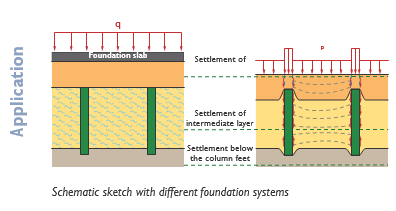 Application
q
Foundation slab
Settlement of
P
Settlement of
intermediate layer
Settlement below
the column feet
Schematic sketch with different foundation systems